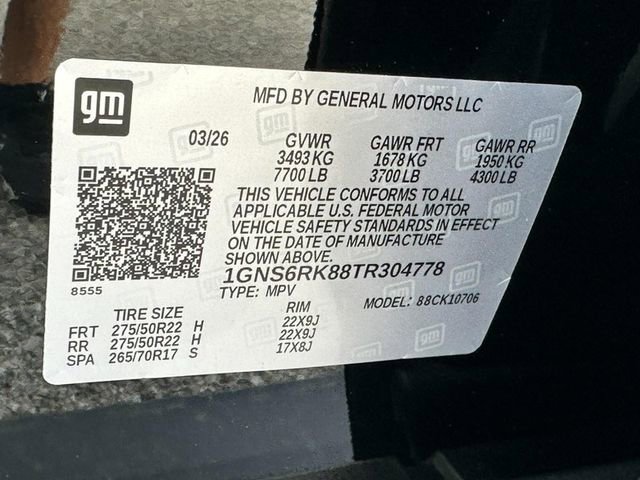 gm
MFD BY GENERAL MOTORS LLC
03/26 GVWR GAWR FRT GAWR RR
3493 KG 1678 KG 1950 KG
7700 LB 3700 LB 4300 LB
THIS VEHICLE CONFORMS TO ALL
APPLICABLE U.S. FEDERAL MOTOR
VEHICLE SAFETY STANDARDS IN EFFECT
ON THE DATE OF MANUFACTURE
SHOWN ABOVE.
8555
1GNS6RK88TR304778
TYPE: MPV MODEL: 88CK10706
TIRE SIZE RIM
FRT 275/50R22 H 22X9J
RR 275/50R22 H 22X9J
SPA 265/70R17 S 17X8J